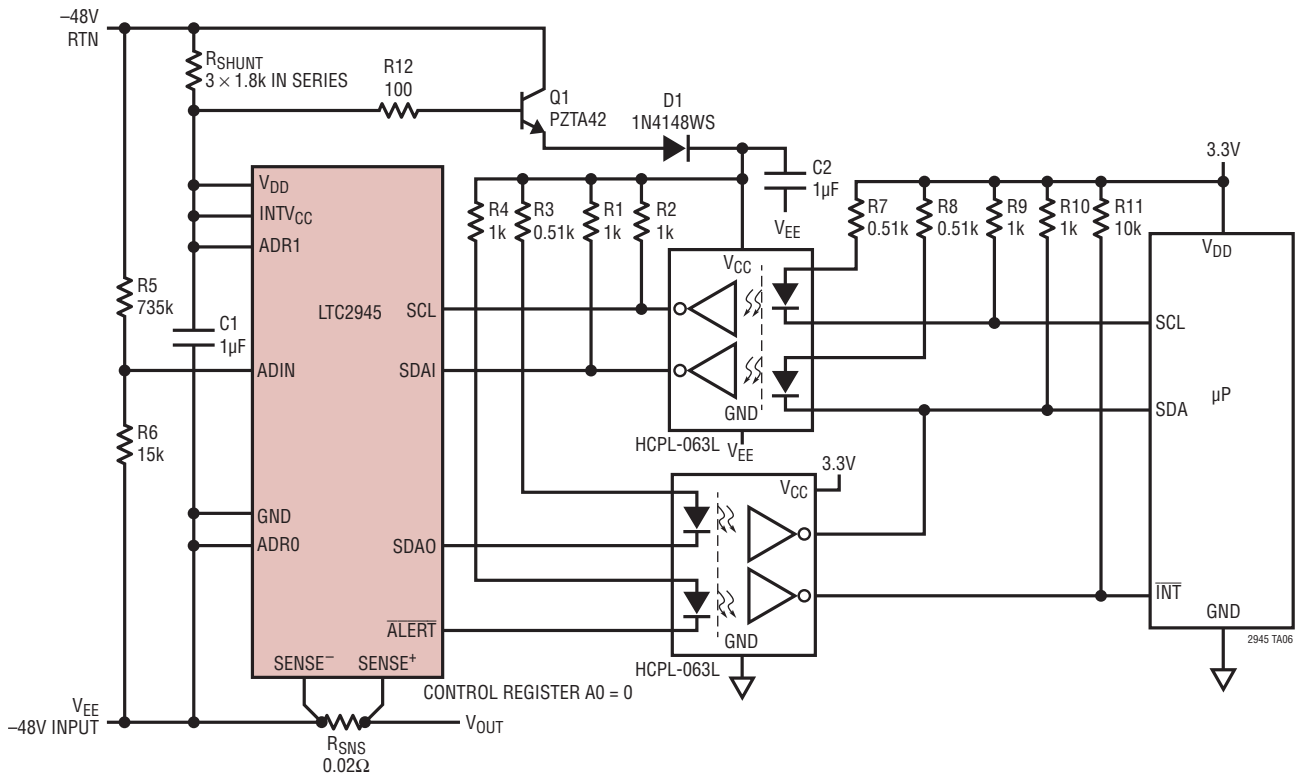 –48V
RTN
RSHUNT
3 × 1.8k IN SERIES
R12
100
Q1
PZTA42
D1
1N4148WS
C2
1µF
VEE
3.3V
VDD
INTVCC
ADR1
R4
1k
R3
0.51k
R1
1k
R2
1k
R7
0.51k
R8
0.51k
R9
1k
R10
1k
R11
10k
VDD
VCC
R5
735k
C1
1µF
LTC2945
SCL
SCL
ADIN
SDAI
GND
SDA
µP
HCPL-063L
VEE
R6
15k
3.3V
VCC
GND
ADR0
SDAO
ALERT
GND
HCPL-063L
INT
GND
2945 TA06
SENSE–
SENSE+
CONTROL REGISTER A0 = 0
VEE
–48V INPUT
VOUT
RSNS
0.02Ω